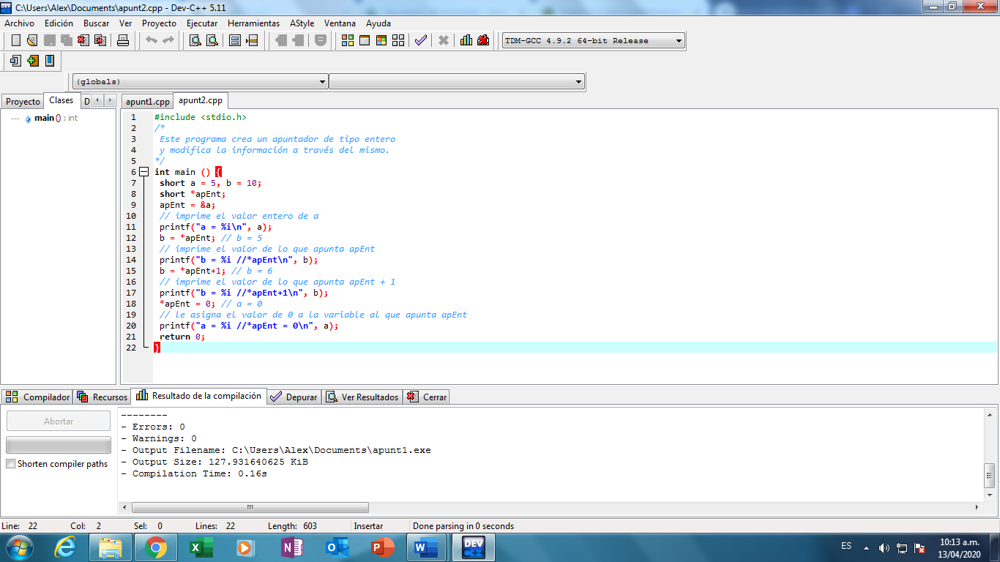 C:\Users\Alex\Documents\apunt2.cpp - Dev-C++ 5.11
Archivo Edición Buscar Ver Proyecto Ejecutar Herramientas AStyle Ventana Ayuda
TDM-GCC 4.9.2 64-bit Release
(globals)
Proyecto Clases D apunt1.cpp apunt2.cpp
main () : int
1 #include <stdio.h>
2 /*
3 Este programa crea un apuntador de tipo entero
4 y modifica la información a través del mismo.
5 */
6 int main () {
7 short a = 5, b = 10;
8 short *apEnt;
9 apEnt = &a;
10 // imprime el valor entero de a
11 printf("a = %i\n", a);
12 b = *apEnt; // b = 5
13 // imprime el valor de lo que apunta apEnt
14 printf("b = %i //*apEnt\n", b);
15 b = *apEnt+1; // b = 6
16 // imprime el valor de lo que apunta apEnt + 1
17 printf("b = %i //*apEnt+1\n", b);
18 *apEnt = 0; // a = 0
19 // le asigna el valor de 0 a la variable al que apunta apEnt
20 printf("a = %i //*apEnt = 0\n", a);
21 return 0;
22 }
Compilador Recursos Resultado de la compilación Depurar Ver Resultados Cerrar
Abortar
Shorten compiler paths
--------
- Errors: 0
- Warnings: 0
- Output Filename: C:\Users\Alex\Documents\apunt1.exe
- Output Size: 127.931640625 KiB
- Compilation Time: 0.16s
Line: 22 Col: 2 Sel: 0 Lines: 22 Length: 603 Insertar Done parsing in 0 seconds
DEV C++
ES
10:13 a.m.
13/04/2020